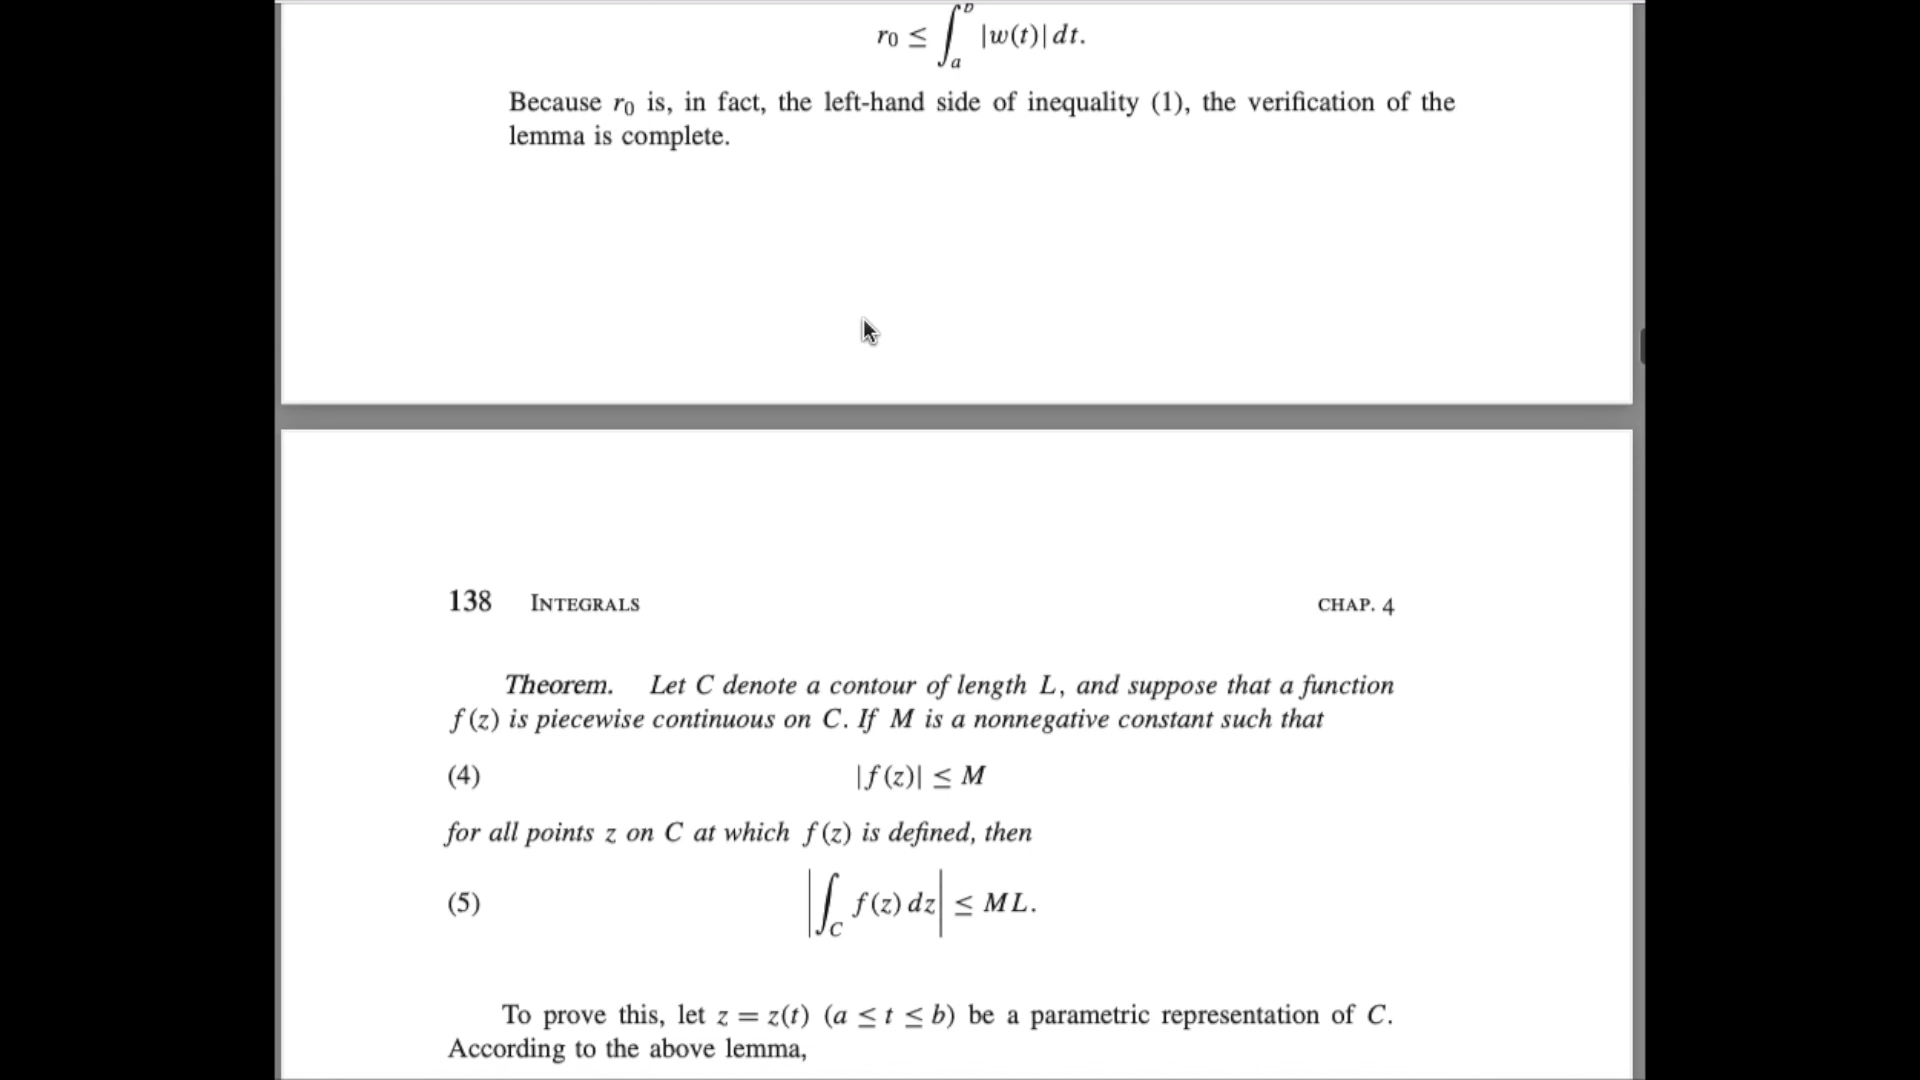 r₀ ≤ ∫ₐᵇ |w(t)| dt.
Because r₀ is, in fact, the left-hand side of inequality (1), the verification of the
lemma is complete.
138 INTEGRALS CHAP. 4
Theorem. Let C denote a contour of length L, and suppose that a function
f(z) is piecewise continuous on C. If M is a nonnegative constant such that
(4) |f(z)| ≤ M
for all points z on C at which f(z) is defined, then
(5) |∫_C f(z) dz| ≤ ML.
To prove this, let z = z(t) (a ≤ t ≤ b) be a parametric representation of C.
According to the above lemma,